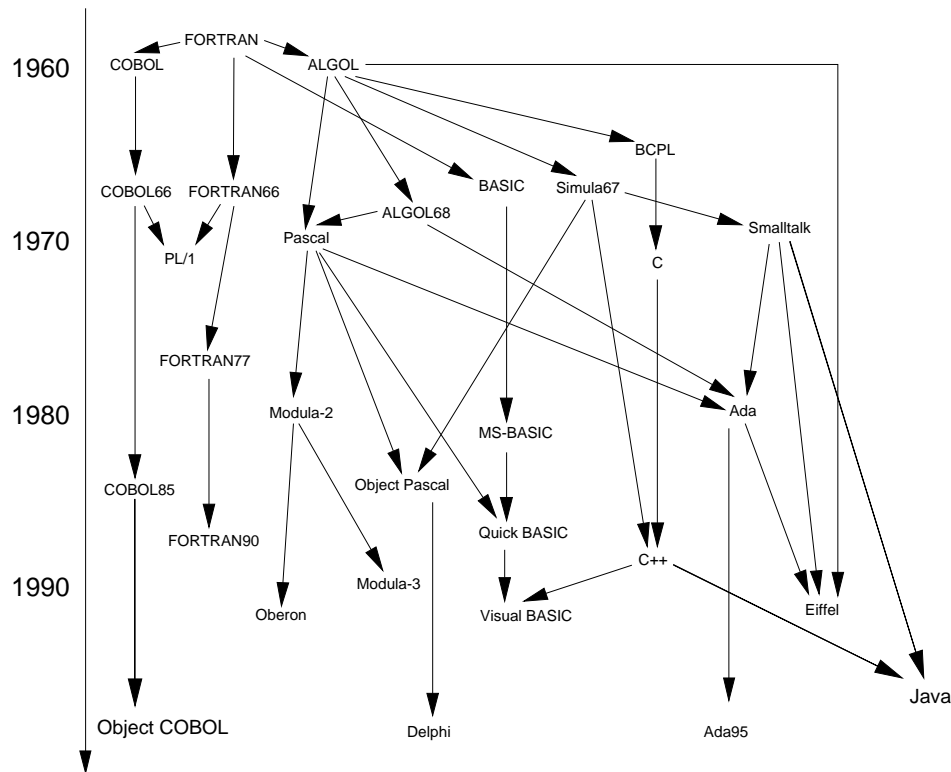 FORTRAN
1960
COBOL
ALGOL
BCPL
COBOL66
FORTRAN66
BASIC
Simula67
ALGOL68
Smalltalk
1970
Pascal
PL/1
C
FORTRAN77
1980
Modula-2
Ada
MS-BASIC
COBOL85
Object Pascal
FORTRAN90
Quick BASIC
C++
1990
Modula-3
Oberon
Visual BASIC
Eiffel
Java
Object COBOL
Delphi
Ada95